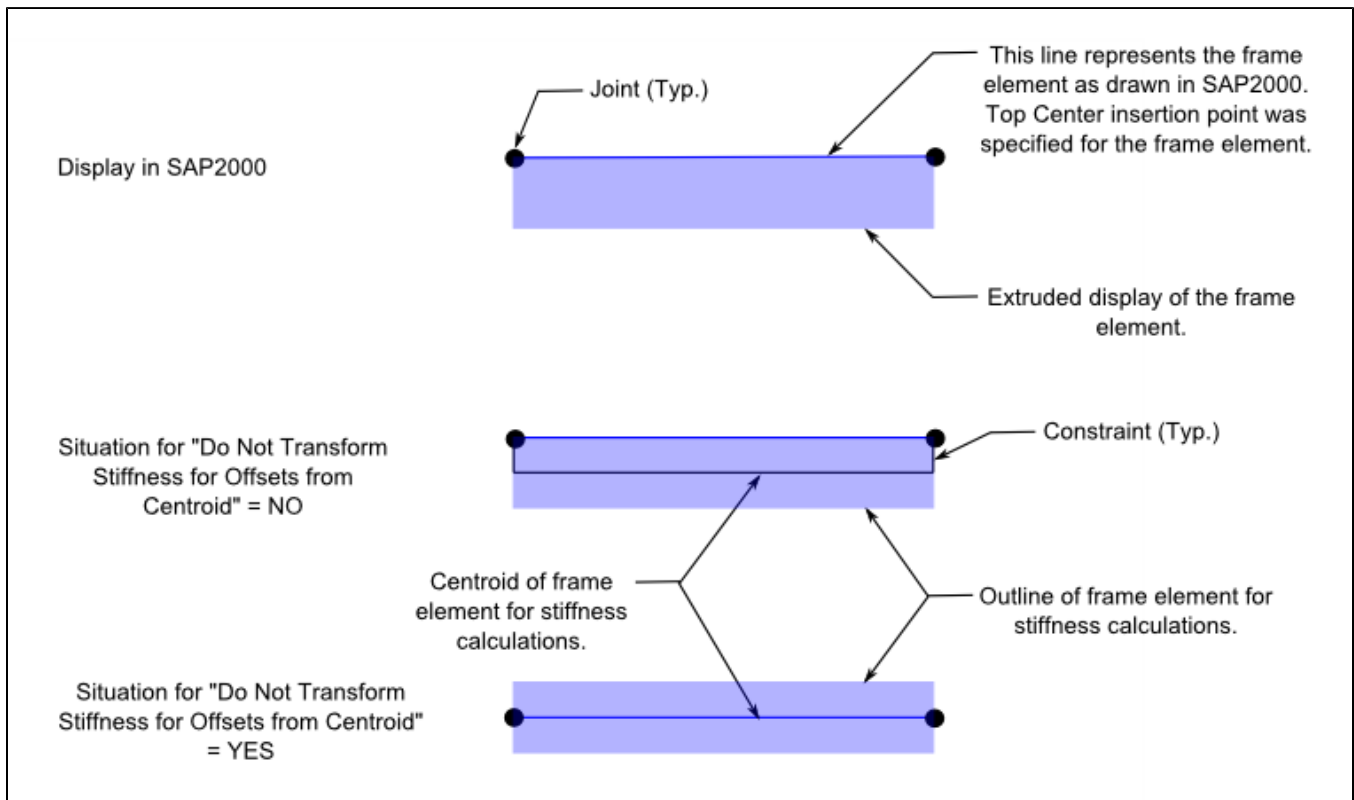 This line represents the frame
element as drawn in SAP2000.
Top Center insertion point was
specified for the frame element.
Joint (Typ.)
Display in SAP2000
Extruded display of the frame
element.
Constraint (Typ.)
Situation for "Do Not Transform
Stiffness for Offsets from
Centroid" = NO
Centroid of frame
element for stiffness
calculations.
Outline of frame element for
stiffness calculations.
Situation for "Do Not Transform
Stiffness for Offsets from Centroid"
= YES